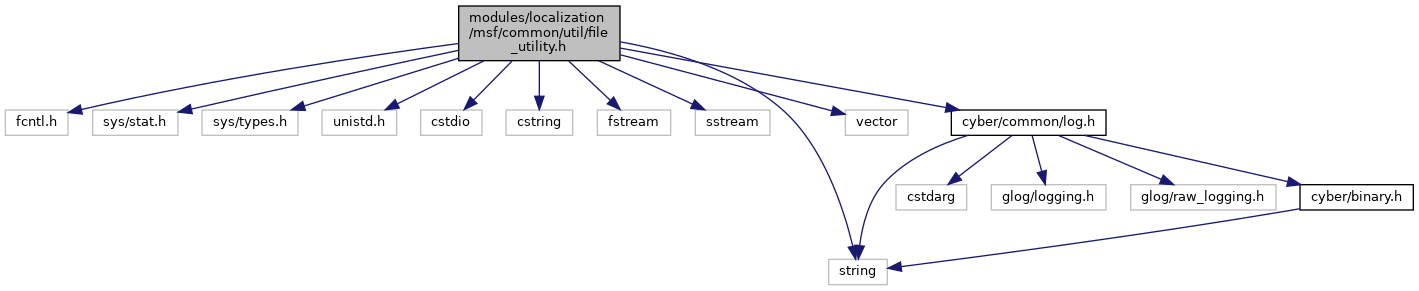 modules/localization
/msf/common/util/file
_utility.h
fcntl.h
sys/stat.h
sys/types.h
unistd.h
cstdio
cstring
fstream
sstream
vector
cyber/common/log.h
cstdarg
glog/logging.h
glog/raw_logging.h
cyber/binary.h
string